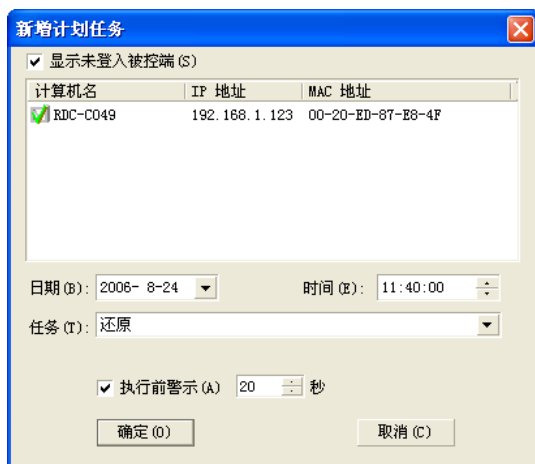 新增计划任务
显示未登入被控端(S)
计算机名 IP 地址 MAC 地址
RDC-C049 192.168.1.123 00-20-ED-87-E8-4F
日期(B): 2006- 8-24 时间(E): 11:40:00
任务(T): 还原
执行前警示(A) 20 秒
确定(O) 取消(C)